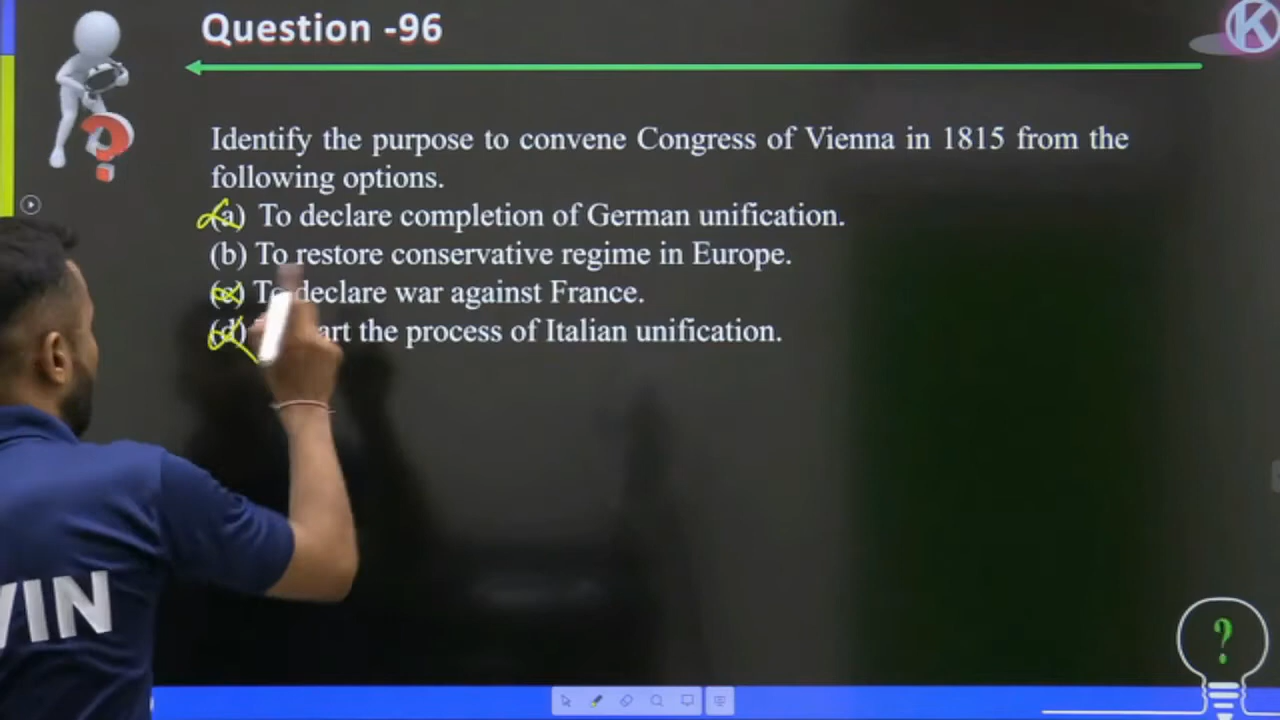 Question -96
K
Identify the purpose to convene Congress of Vienna in 1815 from the
following options.
(a) To declare completion of German unification.
(b) To restore conservative regime in Europe.
(c) To declare war against France.
(d) the process of Italian unification.
VIN
?